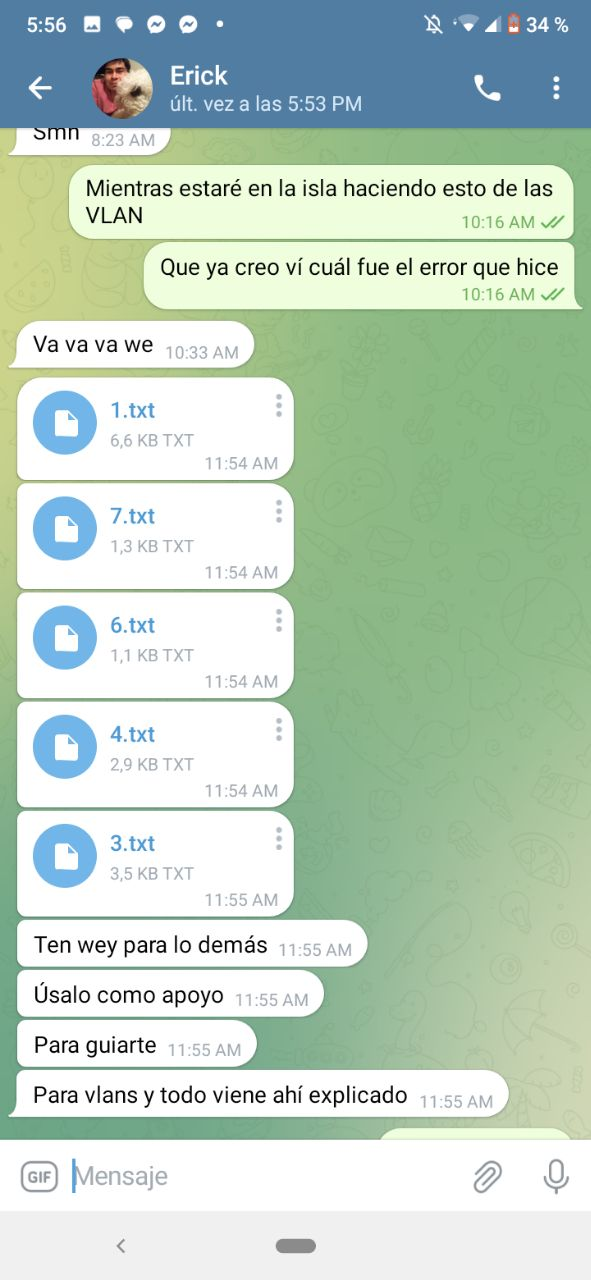 5:56
34 %
Erick
últ. vez a las 5:53 PM
Smn 8:23 AM
Mientras estaré en la isla haciendo esto de las
VLAN
10:16 AM
Que ya creo ví cuál fue el error que hice
10:16 AM
Va va va we 10:33 AM
1.txt
6,6 KB TXT
11:54 AM
7.txt
1,3 KB TXT
11:54 AM
6.txt
1,1 KB TXT
11:54 AM
4.txt
2,9 KB TXT
11:54 AM
3.txt
3,5 KB TXT
11:55 AM
Ten wey para lo demás 11:55 AM
Úsalo como apoyo 11:55 AM
Para guiarte 11:55 AM
Para vlans y todo viene ahí explicado 11:55 AM
GIF Mensaje